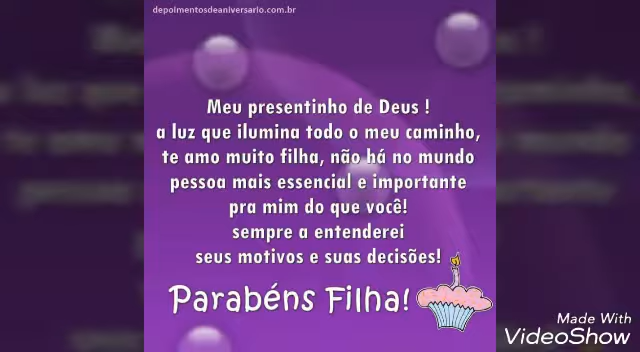 depoimentosdeaniversario.com.br
Meu presentinho de Deus !
a luz que ilumina todo o meu caminho,
te amo muito filha, não há no mundo
pessoa mais essencial e importante
pra mim do que você!
sempre a entenderei
seus motivos e suas decisões!
Parabéns Filha!
Made With
VideoShow